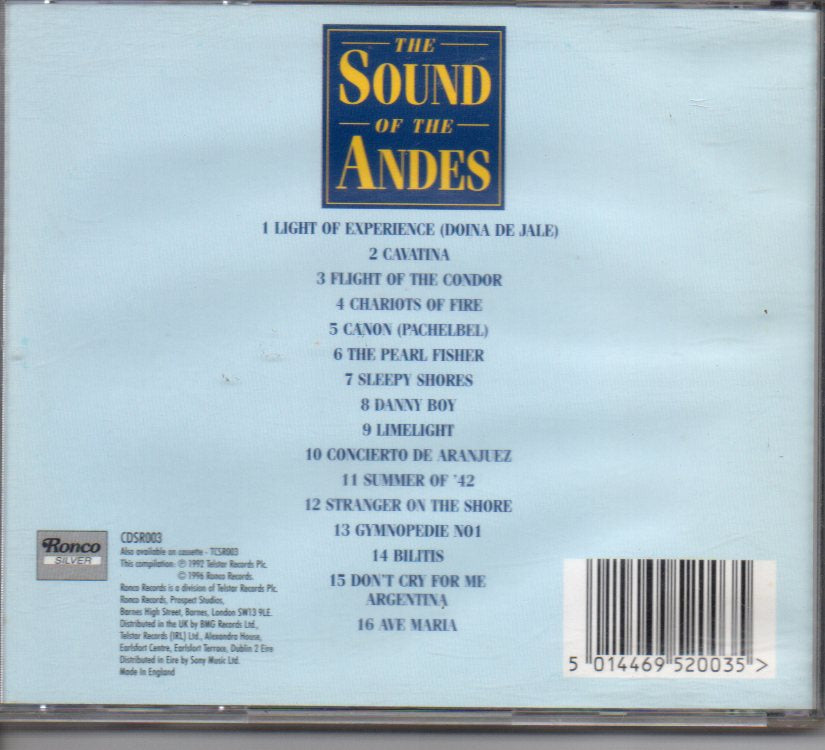 THE
SOUND
OF THE
ANDES
1 LIGHT OF EXPERIENCE (DOINA DE JALE)
2 CAVATINA
3 FLIGHT OF THE CONDOR
4 CHARIOTS OF FIRE
5 CANON (PACHELBEL)
6 THE PEARL FISHER
7 SLEEPY SHORES
8 DANNY BOY
9 LIMELIGHT
10 CONCIERTO DE ARANJUEZ
11 SUMMER OF '42
12 STRANGER ON THE SHORE
13 GYMNOPEDIE NO1
14 BILITIS
15 DON'T CRY FOR ME
ARGENTINA
16 AVE MARIA
Ronco
SILVER
CDSR003
Also available on cassette - TCSR003
This compilation: ℗ 1992 Telstar Records Plc.
© 1996 Ronco Records.
Ronco Records is a division of Telstar Records Plc.
Ronco Records, Prospect Studios,
Barnes High Street, Barnes, London SW13 9LE.
Distributed in the UK by BMG Records Ltd.,
Telstar Records (IRL) Ltd., Alexandra House,
Earlsfort Centre, Earlsfort Terrace, Dublin 2 Eire
Distributed in Eire by Sony Music Ltd.
Made in England
5 014469 520035 >